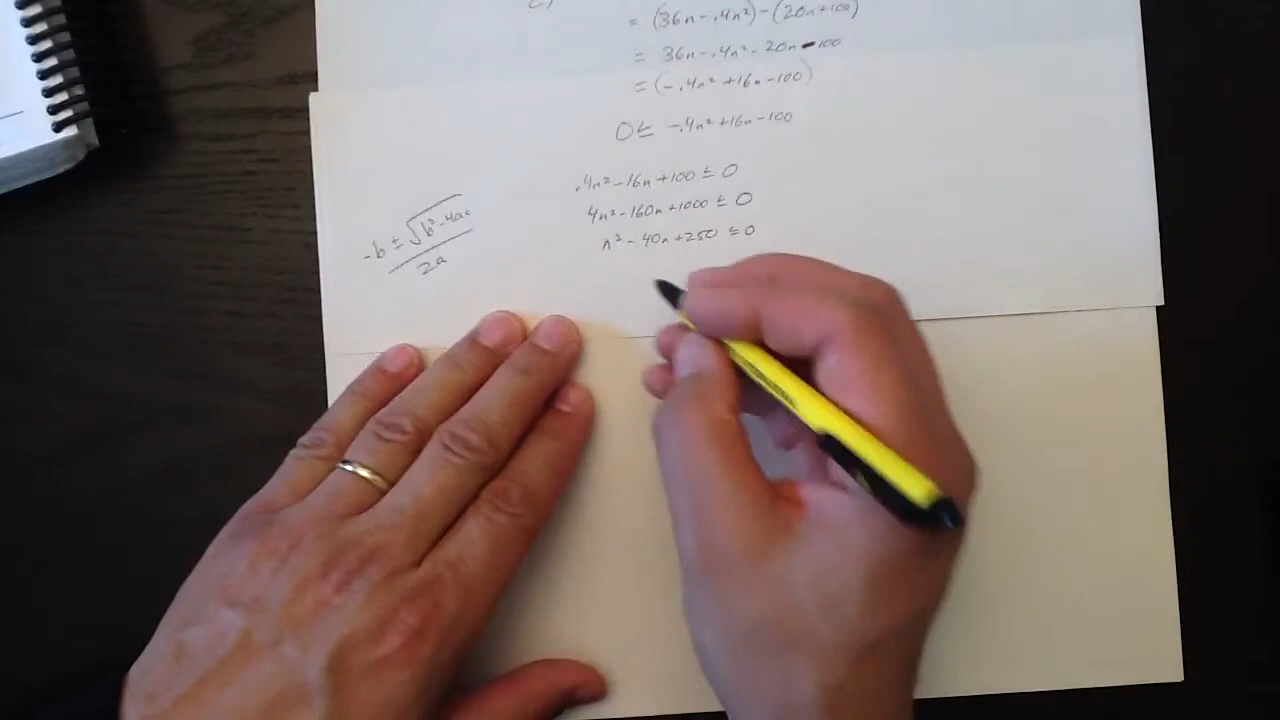 c)
= (36n - .4n²) - (20n+100)
= 36n - .4n² - 20n - 100
= (-.4n² + 16n - 100)
0 ≤ -.4n² + 16n - 100
.4n² - 16n + 100 ≤ 0
4n² - 160n + 1000 ≤ 0
n² - 40n + 250 ≤ 0
-b ± √b² - 4ac
2a